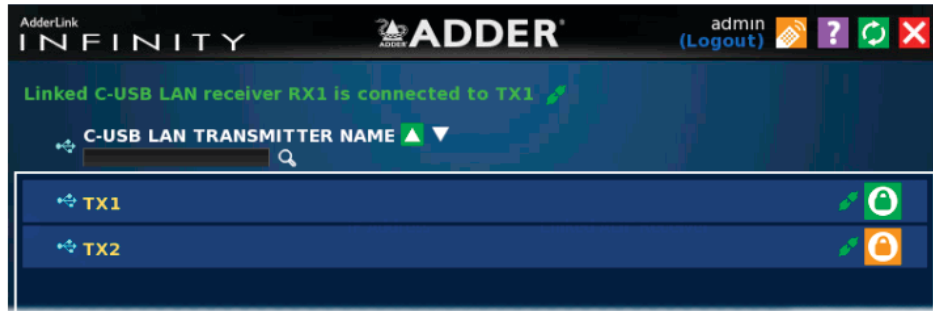 AdderLink
INFINITY
ADDER
ADDER
admin
(Logout)
?
Linked C-USB LAN receiver RX1 is connected to TX1
C-USB LAN TRANSMITTER NAME
TX1
TX2